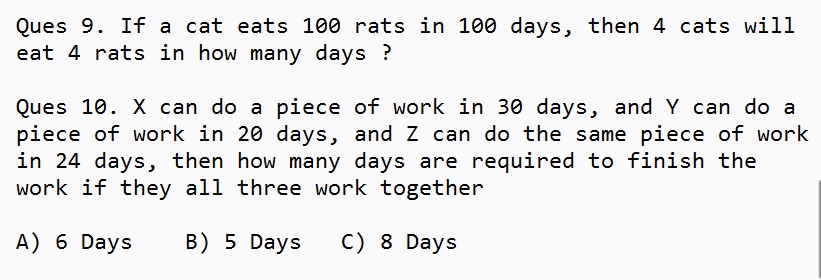 Ques 9. If a cat eats 100 rats in 100 days, then 4 cats will
eat 4 rats in how many days ?
Ques 10. X can do a piece of work in 30 days, and Y can do a
piece of work in 20 days, and Z can do the same piece of work
in 24 days, then how many days are required to finish the
work if they all three work together
A) 6 Days B) 5 Days C) 8 Days